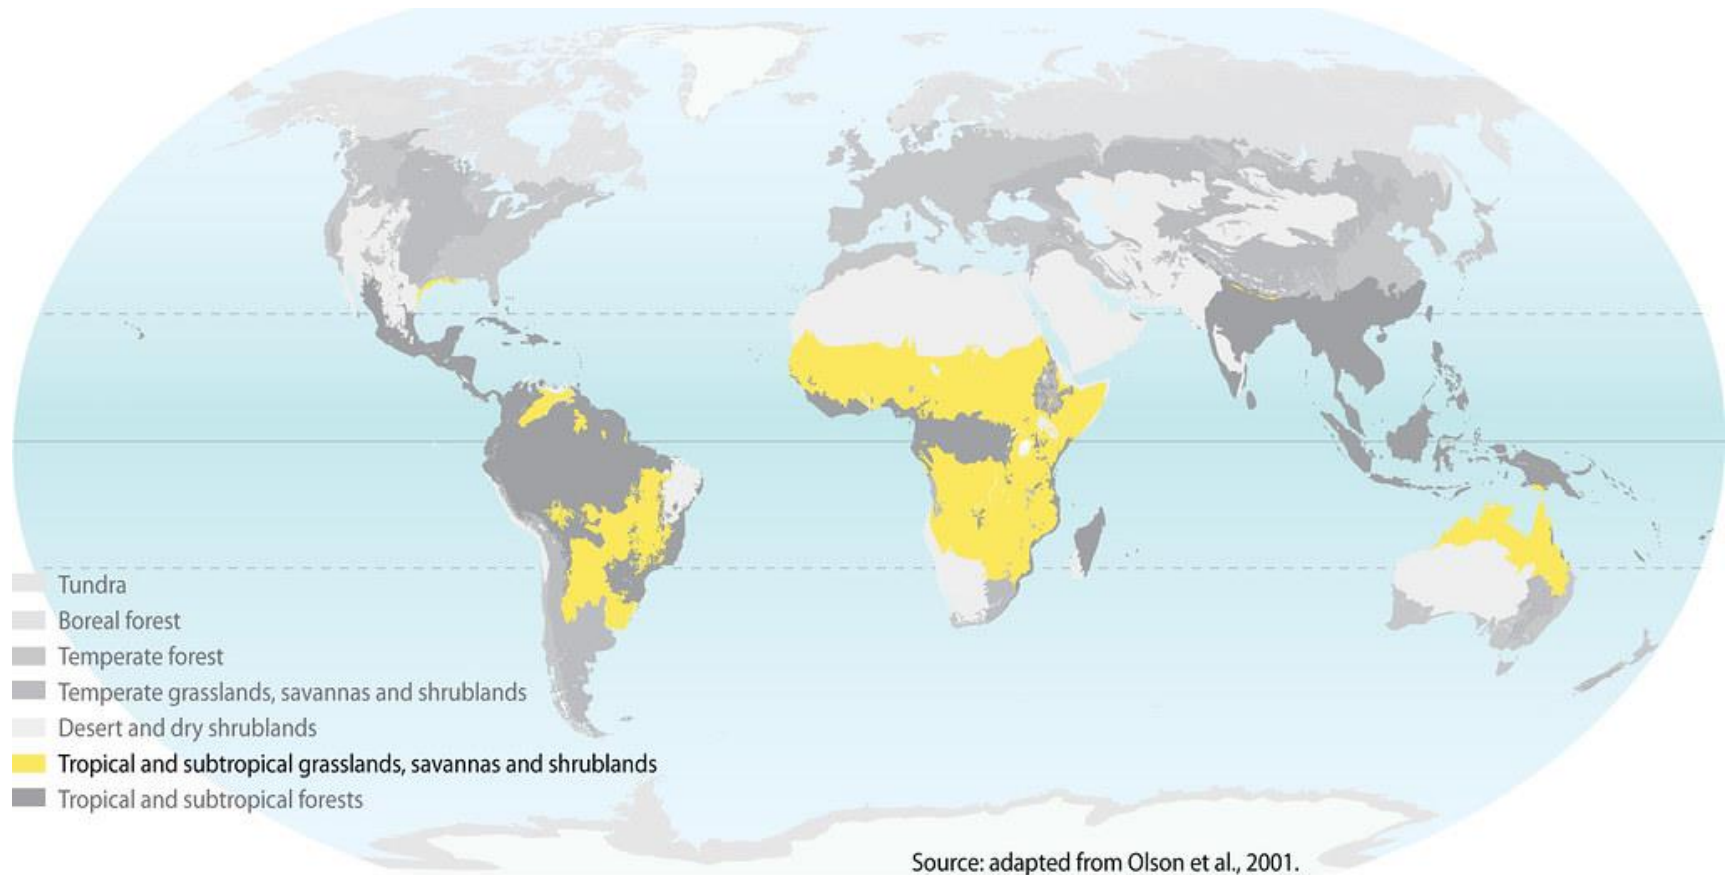 Tundra
Boreal forest
Temperate forest
Temperate grasslands, savannas and shrublands
Desert and dry shrublands
Tropical and subtropical grasslands, savannas and shrublands
Tropical and subtropical forests
Source: adapted from Olson et al., 2001.